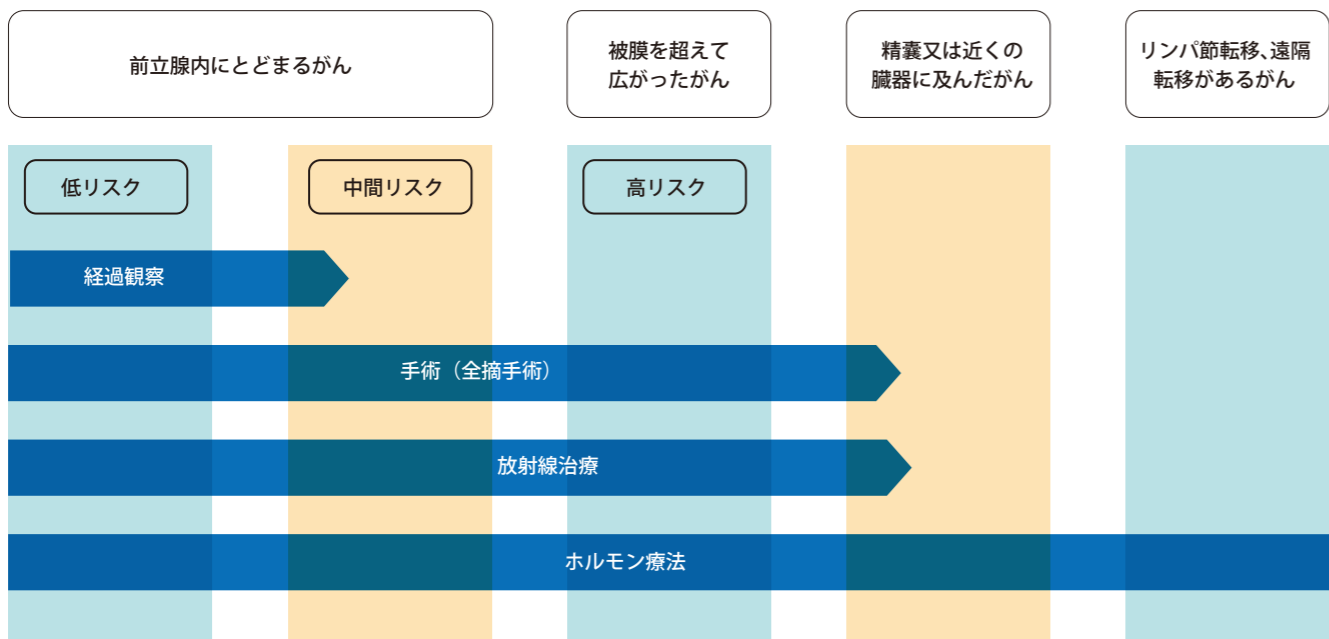 前立腺内にとどまるがん
被膜を超えて
広がったがん
精嚢又は近くの
臓器に及んだがん
リンパ節転移、遠隔
転移があるがん
低リスク
中間リスク
高リスク
経過観察
手術（全摘手術）
放射線治療
ホルモン療法